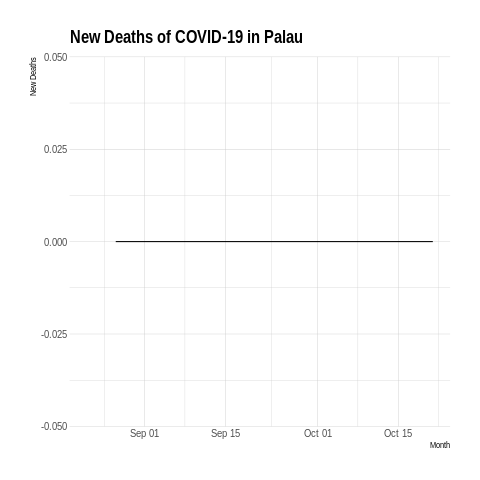 New Deaths of COVID-19 in Palau
New Deaths
0.050
0.025
0.000
-0.025
-0.050
Sep 01 Sep 15 Oct 01 Oct 15
Month